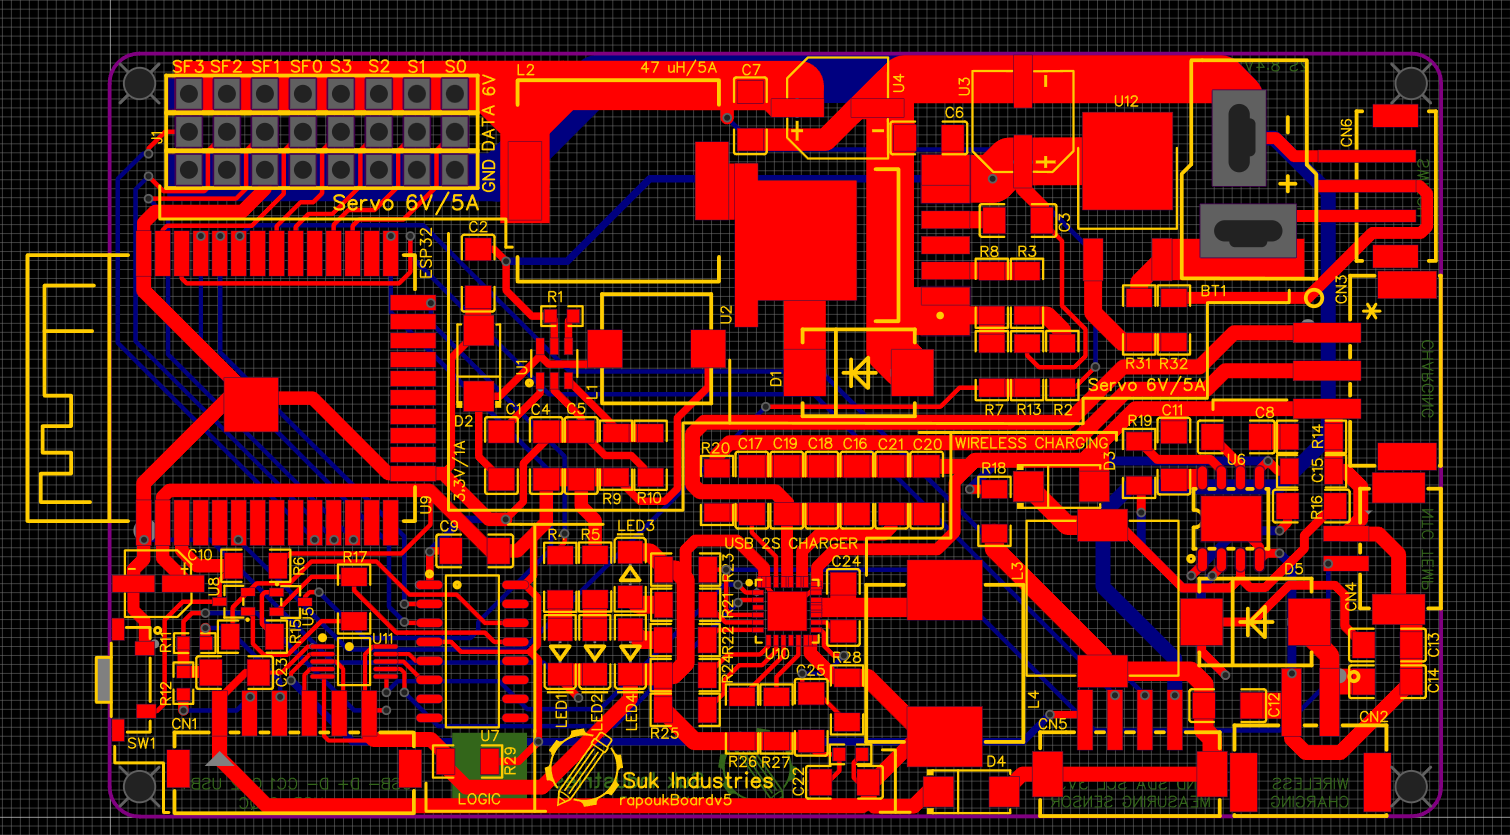 SF3 SF2 SF1 SF0 S3 S2 S1 S0
GND DATA 6V
J1
Servo 6V/5A
L2
47 uH/5A
C7
U4
+
-
C6
U3
-
+
U12
-
+
CN6
C3
ESP32
C2
R8
R3
R1
U2
BT1
CN3
*
U1
L1
D1
R31
R32
Servo 6V/5A
D2
C1
C4
C5
R7
R13
R2
3,3V/1A
R20
C17
C19
C18
C16
C21
C20
WIRELESS CHARGING
R19
C11
C8
R14
U9
R9
R10
R18
D3
U6
C15
R16
C9
R4
R5
LED3
USB 2S CHARGER
C10
-
+
R6
R17
R23
C24
L3
D5
CN4
U8
U5
R15
R21
U11
R22
U10
C13
C23
R24
R28
C25
C14
R12
LED1
LED2
LED4
L4
C12
CN1
R25
CN5
CN2
SW1
U7
R29
R26
R27
C22
D4
LOGIC
Suk Industries
rapoukBoardv5
CHARGING
NTC TEMP
WIRELESS
CHARGING
MEASURING SENSOR